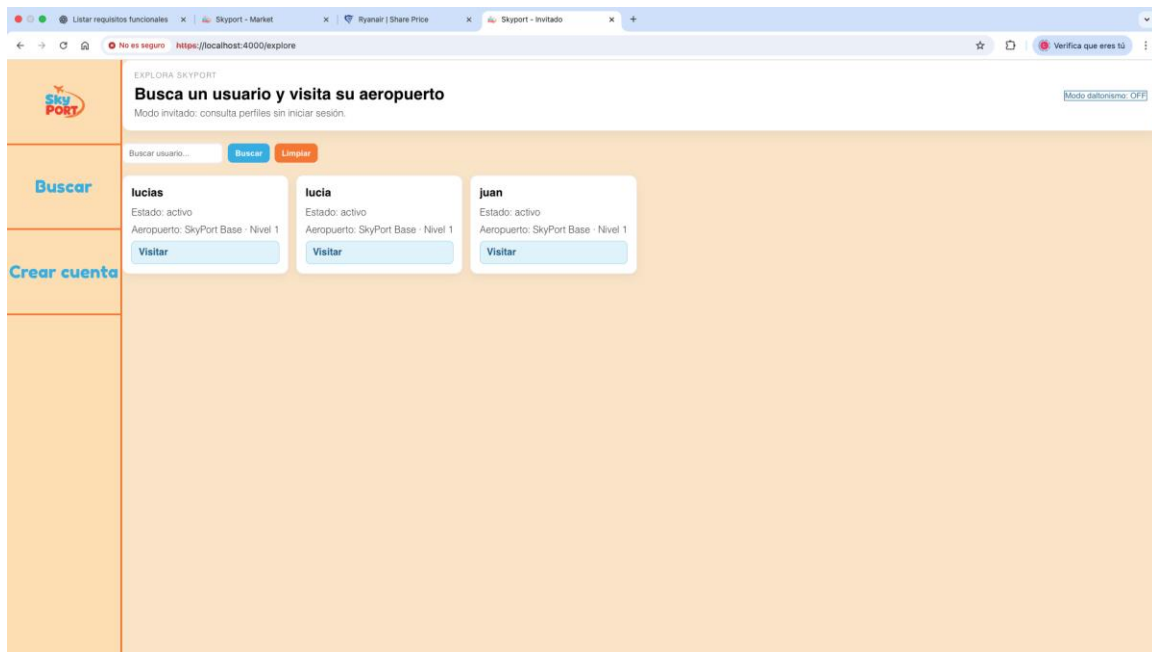 Listar requisitos funcionales
Skyport - Market
Ryanair | Share Price
Skyport - Invitado
No es seguro
https://localhost:4000/explore
Verifica que eres tú
Sky
PORT
Buscar
Crear cuenta
EXPLORA SKYPORT
Busca un usuario y visita su aeropuerto
Modo invitado: consulta perfiles sin iniciar sesión.
Modo daltonismo: OFF
Buscar usuario...
Buscar
Limpiar
lucias
Estado: activo
Aeropuerto: SkyPort Base · Nivel 1
Visitar
lucia
Estado: activo
Aeropuerto: SkyPort Base · Nivel 1
Visitar
juan
Estado: activo
Aeropuerto: SkyPort Base · Nivel 1
Visitar